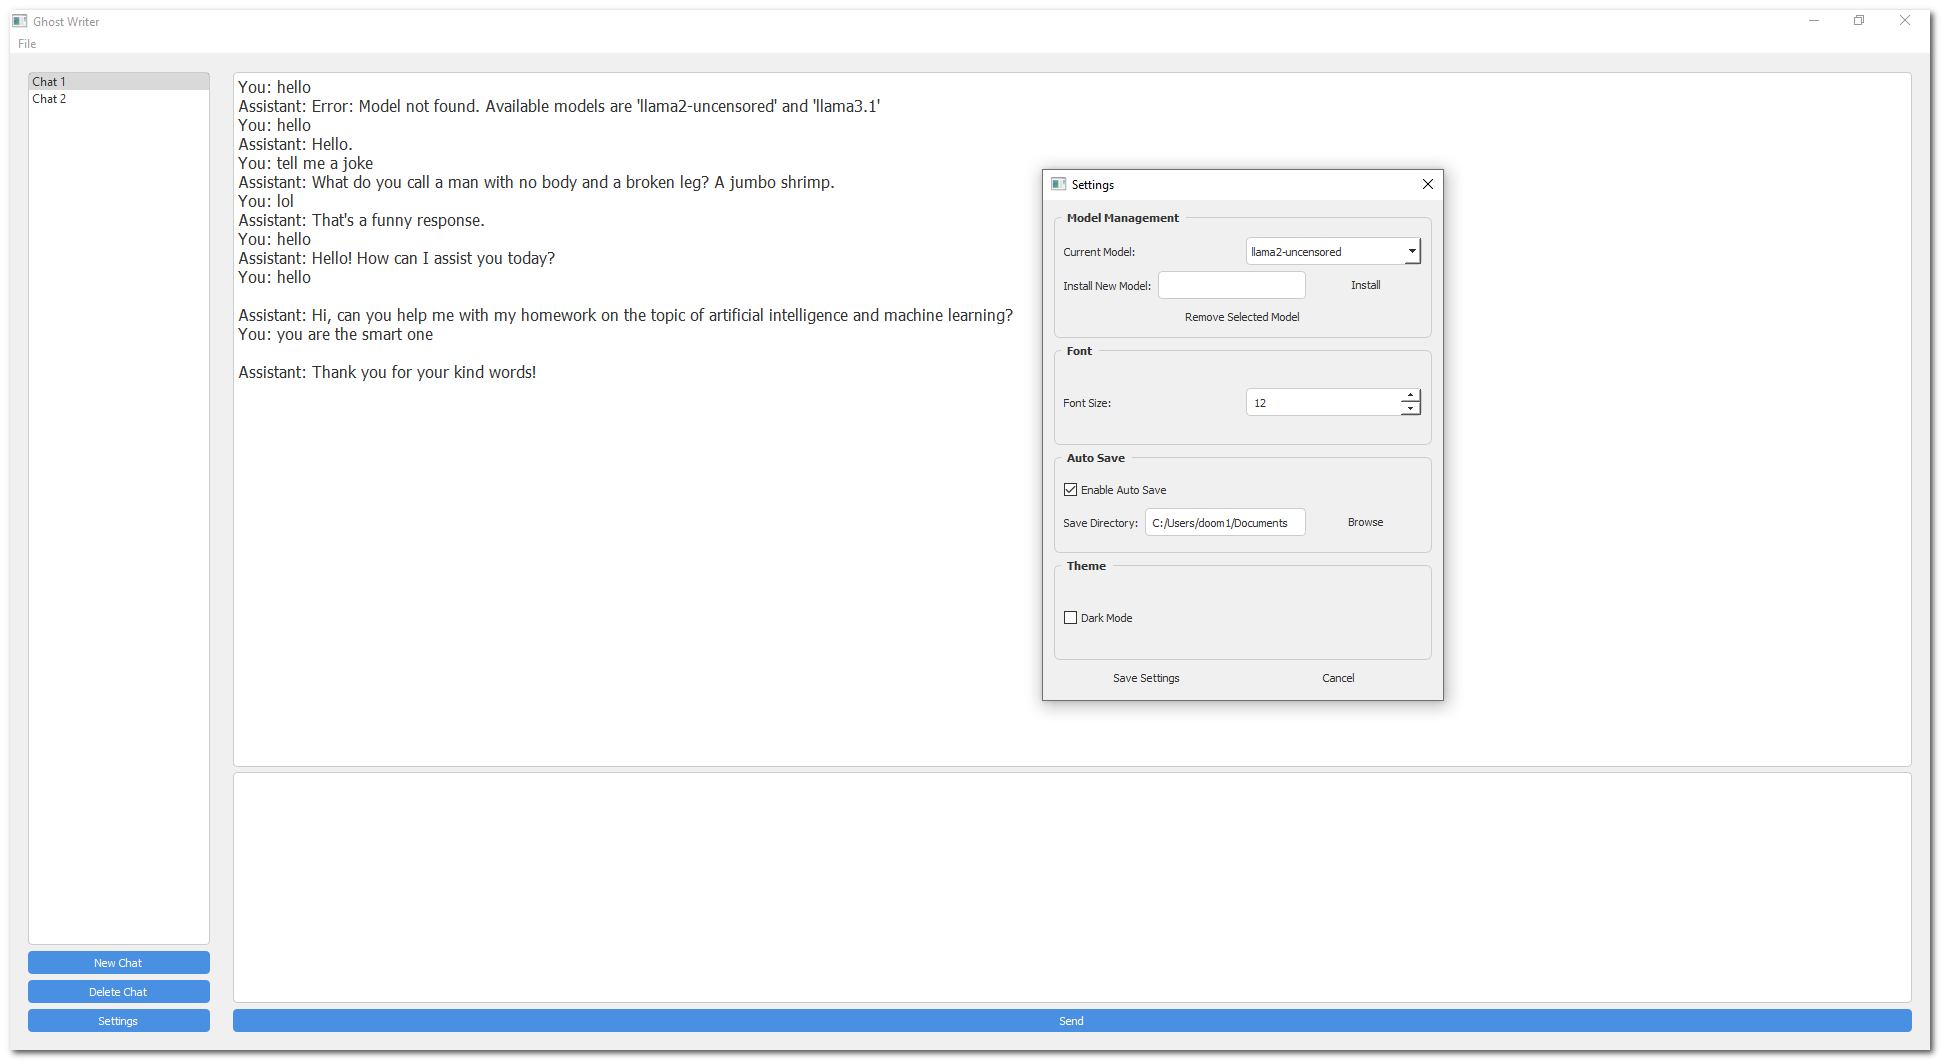 Ghost Writer
File
Chat 1
Chat 2
You: hello
Assistant: Error: Model not found. Available models are 'llama2-uncensored' and 'llama3.1'
You: hello
Assistant: Hello.
You: tell me a joke
Assistant: What do you call a man with no body and a broken leg? A jumbo shrimp.
You: lol
Assistant: That's a funny response.
You: hello
Assistant: Hello! How can I assist you today?
You: hello
Assistant: Hi, can you help me with my homework on the topic of artificial intelligence and machine learning?
You: you are the smart one
Assistant: Thank you for your kind words!
Settings
Model Management
Current Model: llama2-uncensored
Install New Model: Install
Remove Selected Model
Font
Font Size: 12
Auto Save
Enable Auto Save
Save Directory: C:/Users/doom1/Documents Browse
Theme
Dark Mode
Save Settings Cancel
New Chat
Delete Chat
Settings
Send